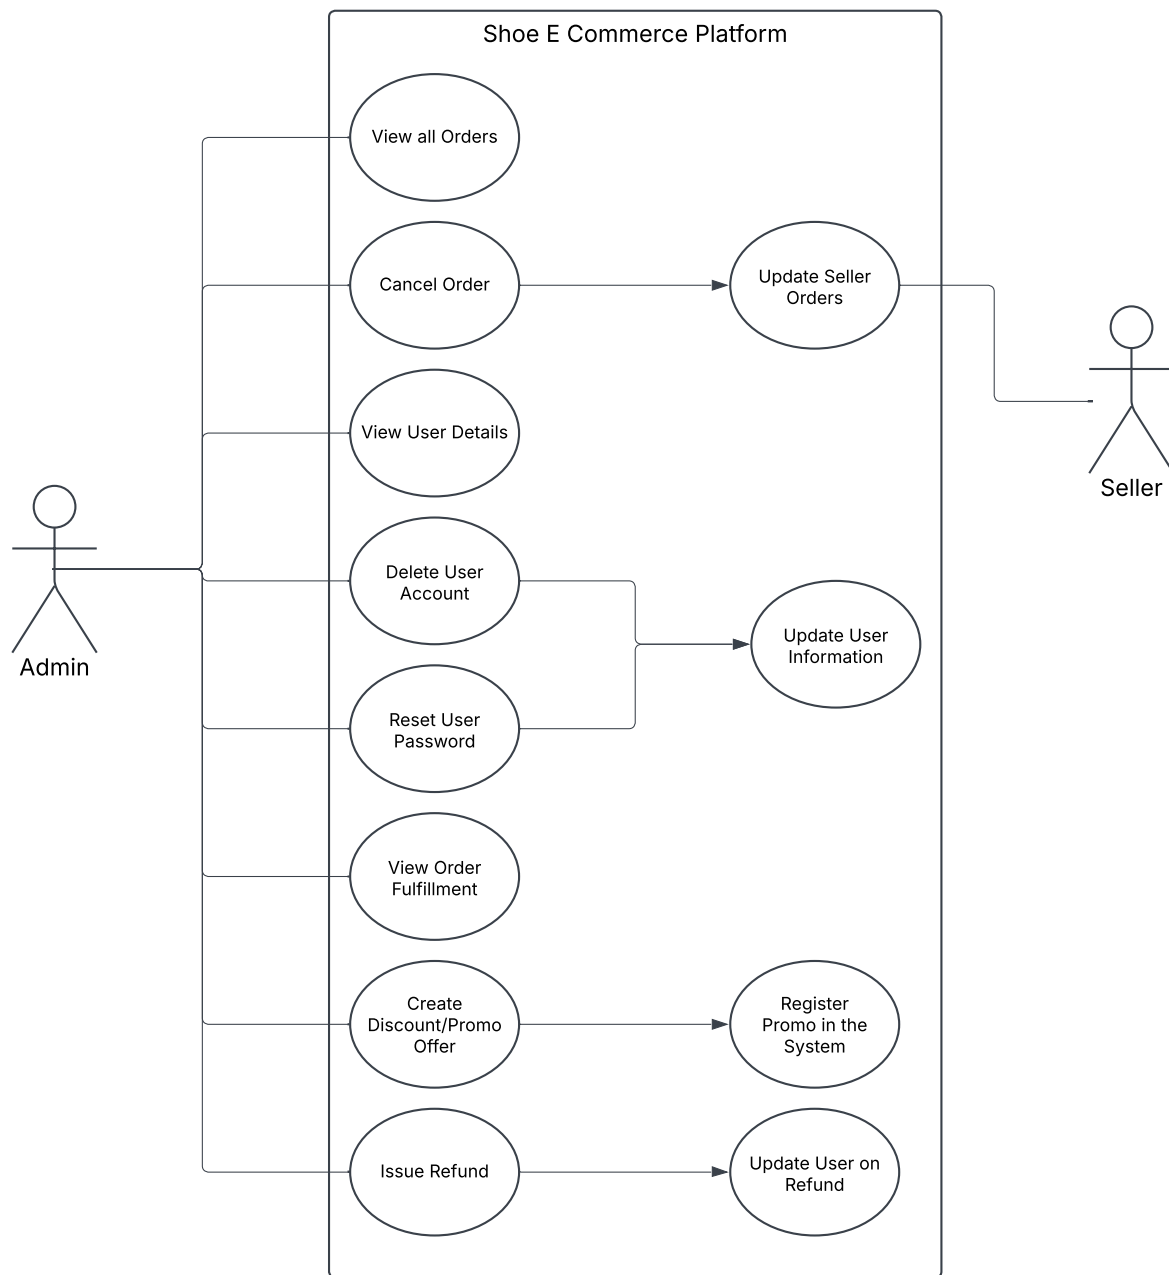 Shoe E Commerce Platform
View all Orders
Cancel Order
Update Seller
Orders
View User Details
Seller
Delete User
Account
Update User
Information
Admin
Reset User
Password
View Order
Fulfillment
Create
Discount/Promo
Offer
Register
Promo in the
System
Issue Refund
Update User on
Refund